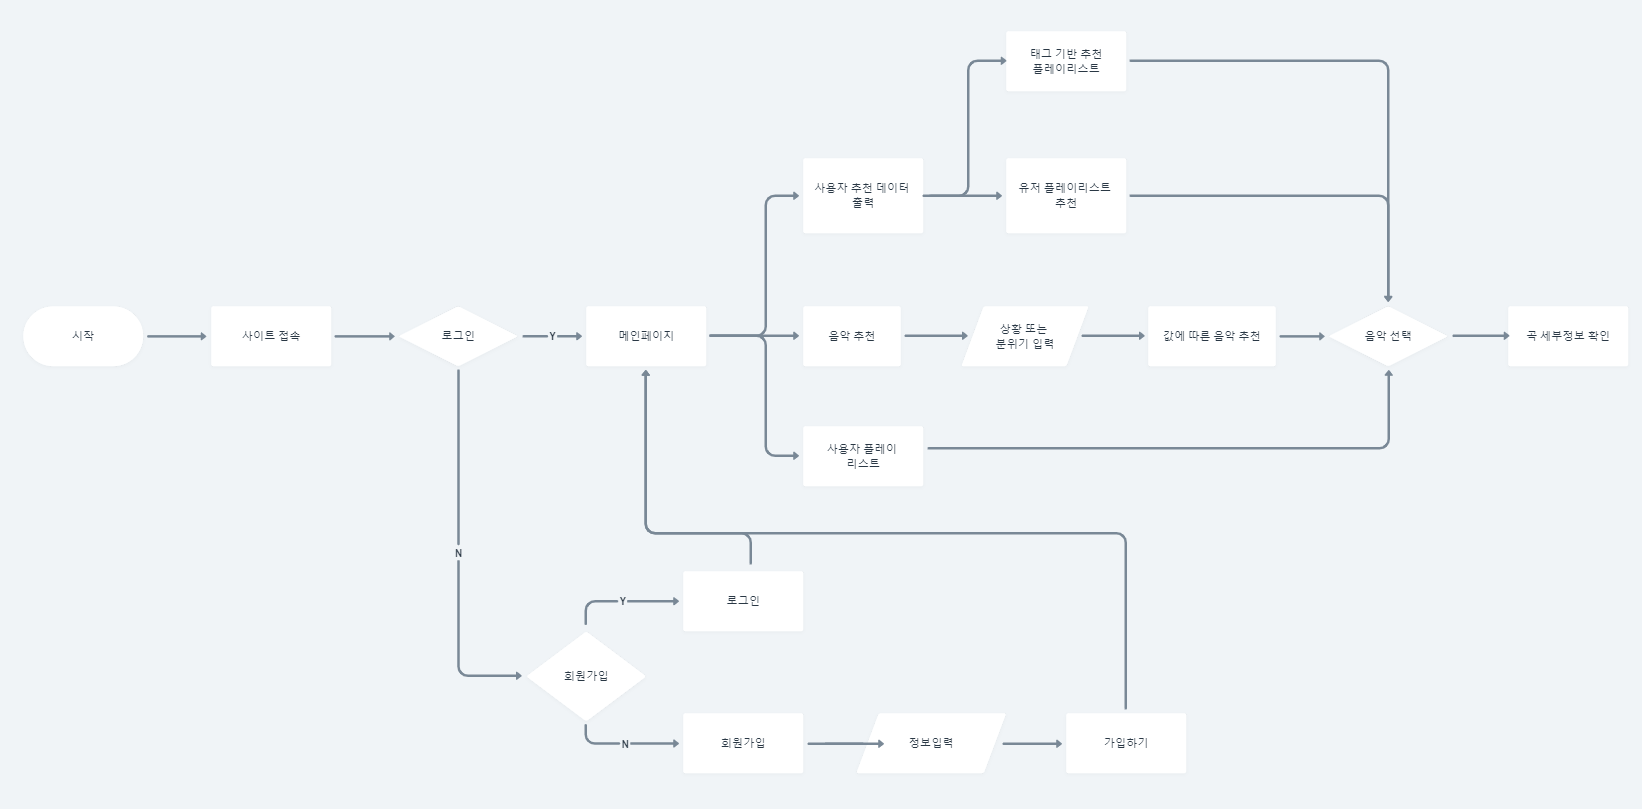 태그 기반 추천
플레이리스트
사용자 추천 데이터
출력
유저 플레이리스트
추천
시작
사이트 접속
로그인
Y
메인페이지
음악 추천
상황 또는
분위기 입력
값에 따른 음악 추천
음악 선택
곡 세부정보 확인
사용자 플레이
리스트
N
Y
로그인
회원가입
N
회원가입
정보입력
가입하기